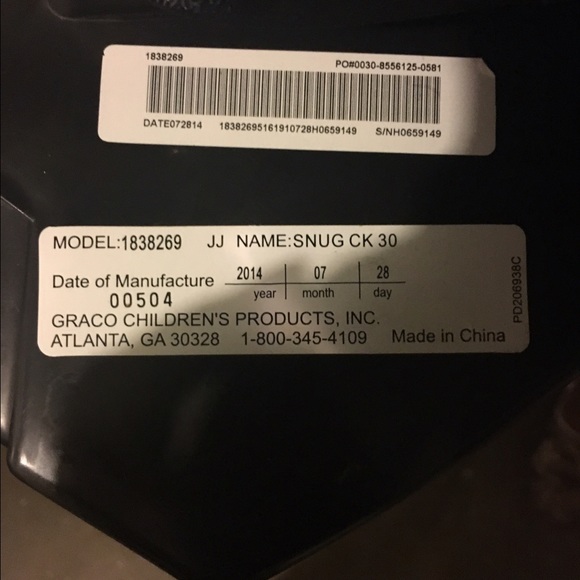 1838269 PO#0030-8556125-0581
DATE072814 18382695161910728H0659149 S/NH0659149
MODEL:1838269 JJ NAME:SNUG CK 30
Date of Manufacture 2014 07 28
year month day
00504
GRACO CHILDREN'S PRODUCTS, INC.
ATLANTA, GA 30328 1-800-345-4109 Made in China
PD206938C